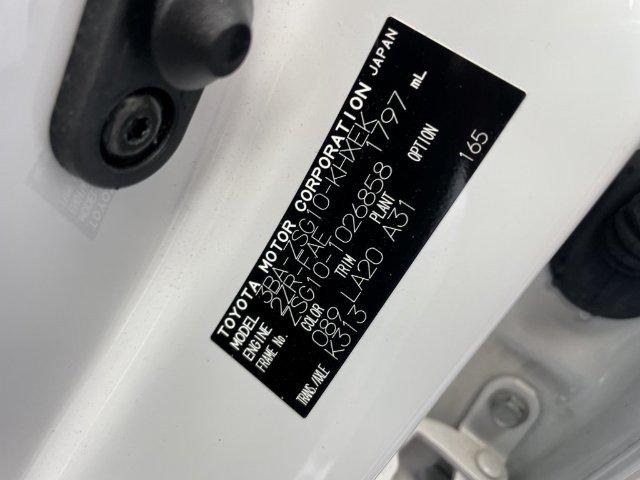 TOYOTA MOTOR CORPORATION JAPAN
MODEL 3BA-ZSG10-KHXEK
ENGINE 2ZR-FAE 1797 mL
FRAME No. ZSG10-1026858
COLOR TRIM PLANT OPTION
089 LA20 A31 165
TRANS./AXLE K313